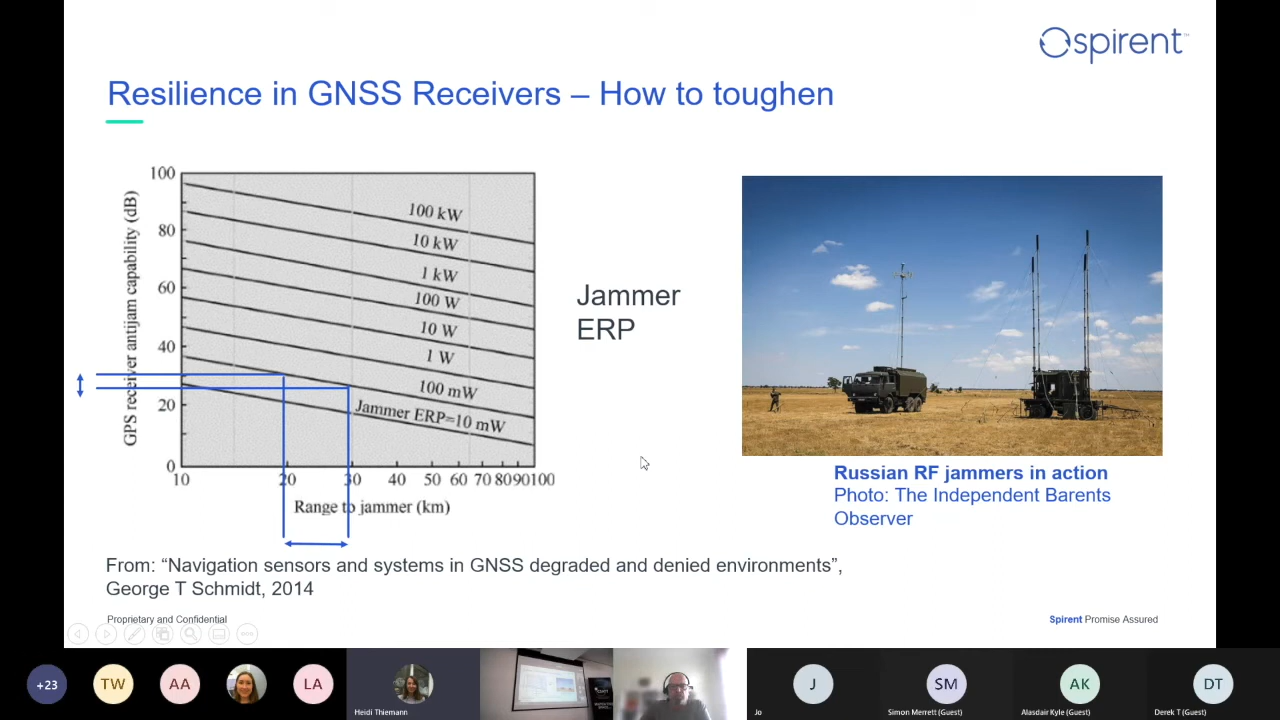 spirent™
Resilience in GNSS Receivers – How to toughen
GPS receiver antijam capability (dB)
100
80
60
40
20
0
100 kW
10 kW
1 kW
100 W
10 W
1 W
100 mW
Jammer ERP=10 mW
10 20 30 40 50 60 70 80 90 100
Range to jammer (km)
Jammer
ERP
Russian RF jammers in action
Photo: The Independent Barents
Observer
From: “Navigation sensors and systems in GNSS degraded and denied environments”,
George T Schmidt, 2014
Proprietary and Confidential
Spirent Promise Assured
+23
TW
AA
LA
Heidi Thiemann
J
Jo
SM
Simon Merrett (Guest)
AK
Alasdair Kyle (Guest)
DT
Derek T (Guest)